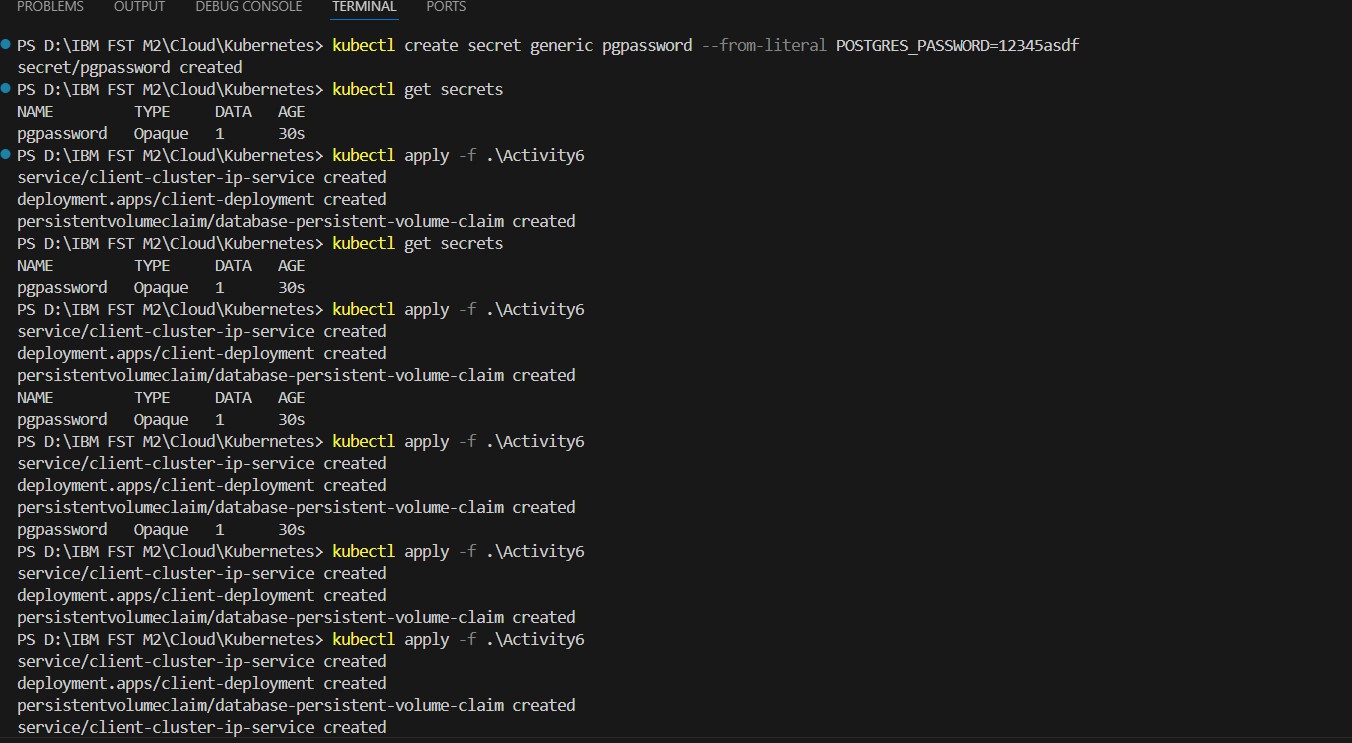 PROBLEMS OUTPUT DEBUG CONSOLE TERMINAL PORTS
PS D:\IBM FST M2\Cloud\Kubernetes> kubectl create secret generic pgpassword --from-literal POSTGRES_PASSWORD=12345asdf
secret/pgpassword created
PS D:\IBM FST M2\Cloud\Kubernetes> kubectl get secrets
NAME TYPE DATA AGE
pgpassword Opaque 1 30s
PS D:\IBM FST M2\Cloud\Kubernetes> kubectl apply -f .\Activity6
service/client-cluster-ip-service created
deployment.apps/client-deployment created
persistentvolumeclaim/database-persistent-volume-claim created
PS D:\IBM FST M2\Cloud\Kubernetes> kubectl get secrets
NAME TYPE DATA AGE
pgpassword Opaque 1 30s
PS D:\IBM FST M2\Cloud\Kubernetes> kubectl apply -f .\Activity6
service/client-cluster-ip-service created
deployment.apps/client-deployment created
persistentvolumeclaim/database-persistent-volume-claim created
NAME TYPE DATA AGE
pgpassword Opaque 1 30s
PS D:\IBM FST M2\Cloud\Kubernetes> kubectl apply -f .\Activity6
service/client-cluster-ip-service created
deployment.apps/client-deployment created
persistentvolumeclaim/database-persistent-volume-claim created
pgpassword Opaque 1 30s
PS D:\IBM FST M2\Cloud\Kubernetes> kubectl apply -f .\Activity6
service/client-cluster-ip-service created
deployment.apps/client-deployment created
persistentvolumeclaim/database-persistent-volume-claim created
PS D:\IBM FST M2\Cloud\Kubernetes> kubectl apply -f .\Activity6
service/client-cluster-ip-service created
deployment.apps/client-deployment created
persistentvolumeclaim/database-persistent-volume-claim created
service/client-cluster-ip-service created